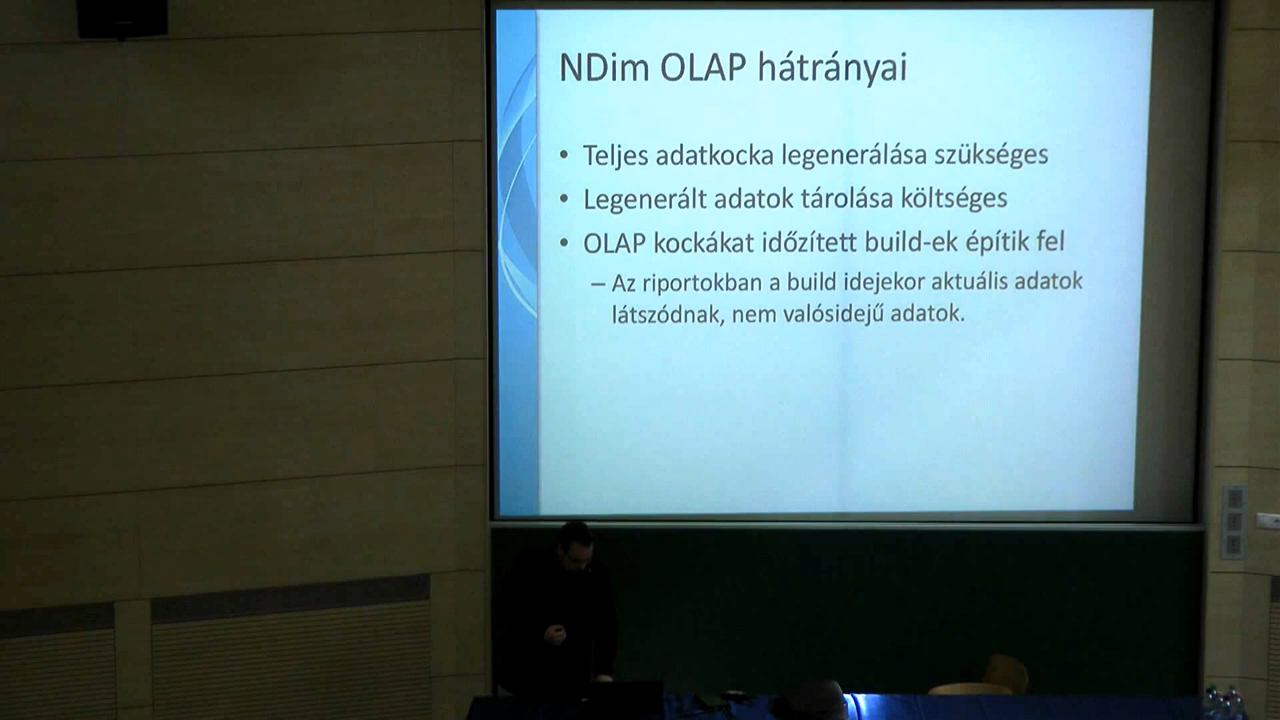 NDim OLAP hátrányai
• Teljes adatkocka legenerálása szükséges
• Legenerált adatok tárolása költséges
• OLAP kockákat időzített build-ek építik fel
– Az riportokban a build idejekor aktuális adatok
látszódnak, nem valósidejű adatok.